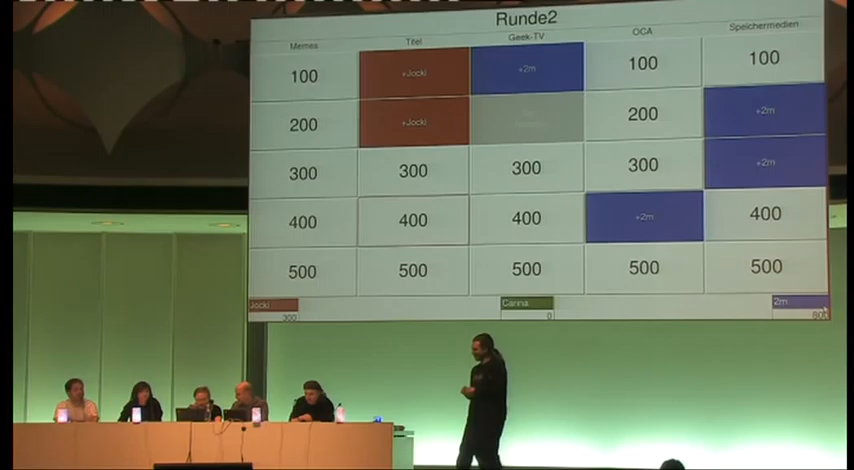 Runde2
Memes Titel Geek-TV OCA Speichermedien
100 +Jocki +2m 100 100
200 +Jocki 200 +2m
300 300 300 300 +2m
400 400 400 +2m 400
500 500 500 500 500
Jocki Carina 2m
300 0